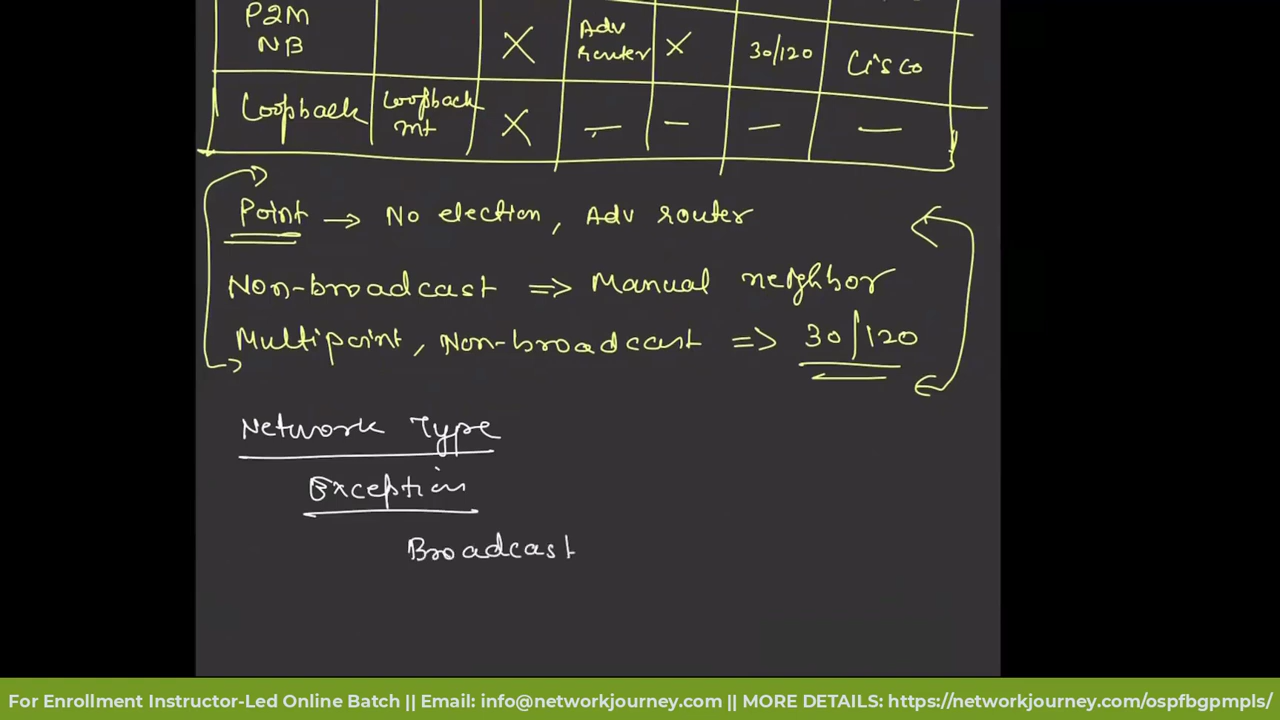 P2M
NB
X
Adv
router
X
30/120
Cisco
Loopback
Loopback
Int
X
—
—
—
—
Point → No election, Adv router
Non-broadcast => Manual neighbor
Multipoint, Non-broadcast => 30/120
Network Type
Exception
Broadcast
For Enrollment Instructor-Led Online Batch || Email: info@networkjourney.com || MORE DETAILS: https://networkjourney.com/ospfbgpmpls/